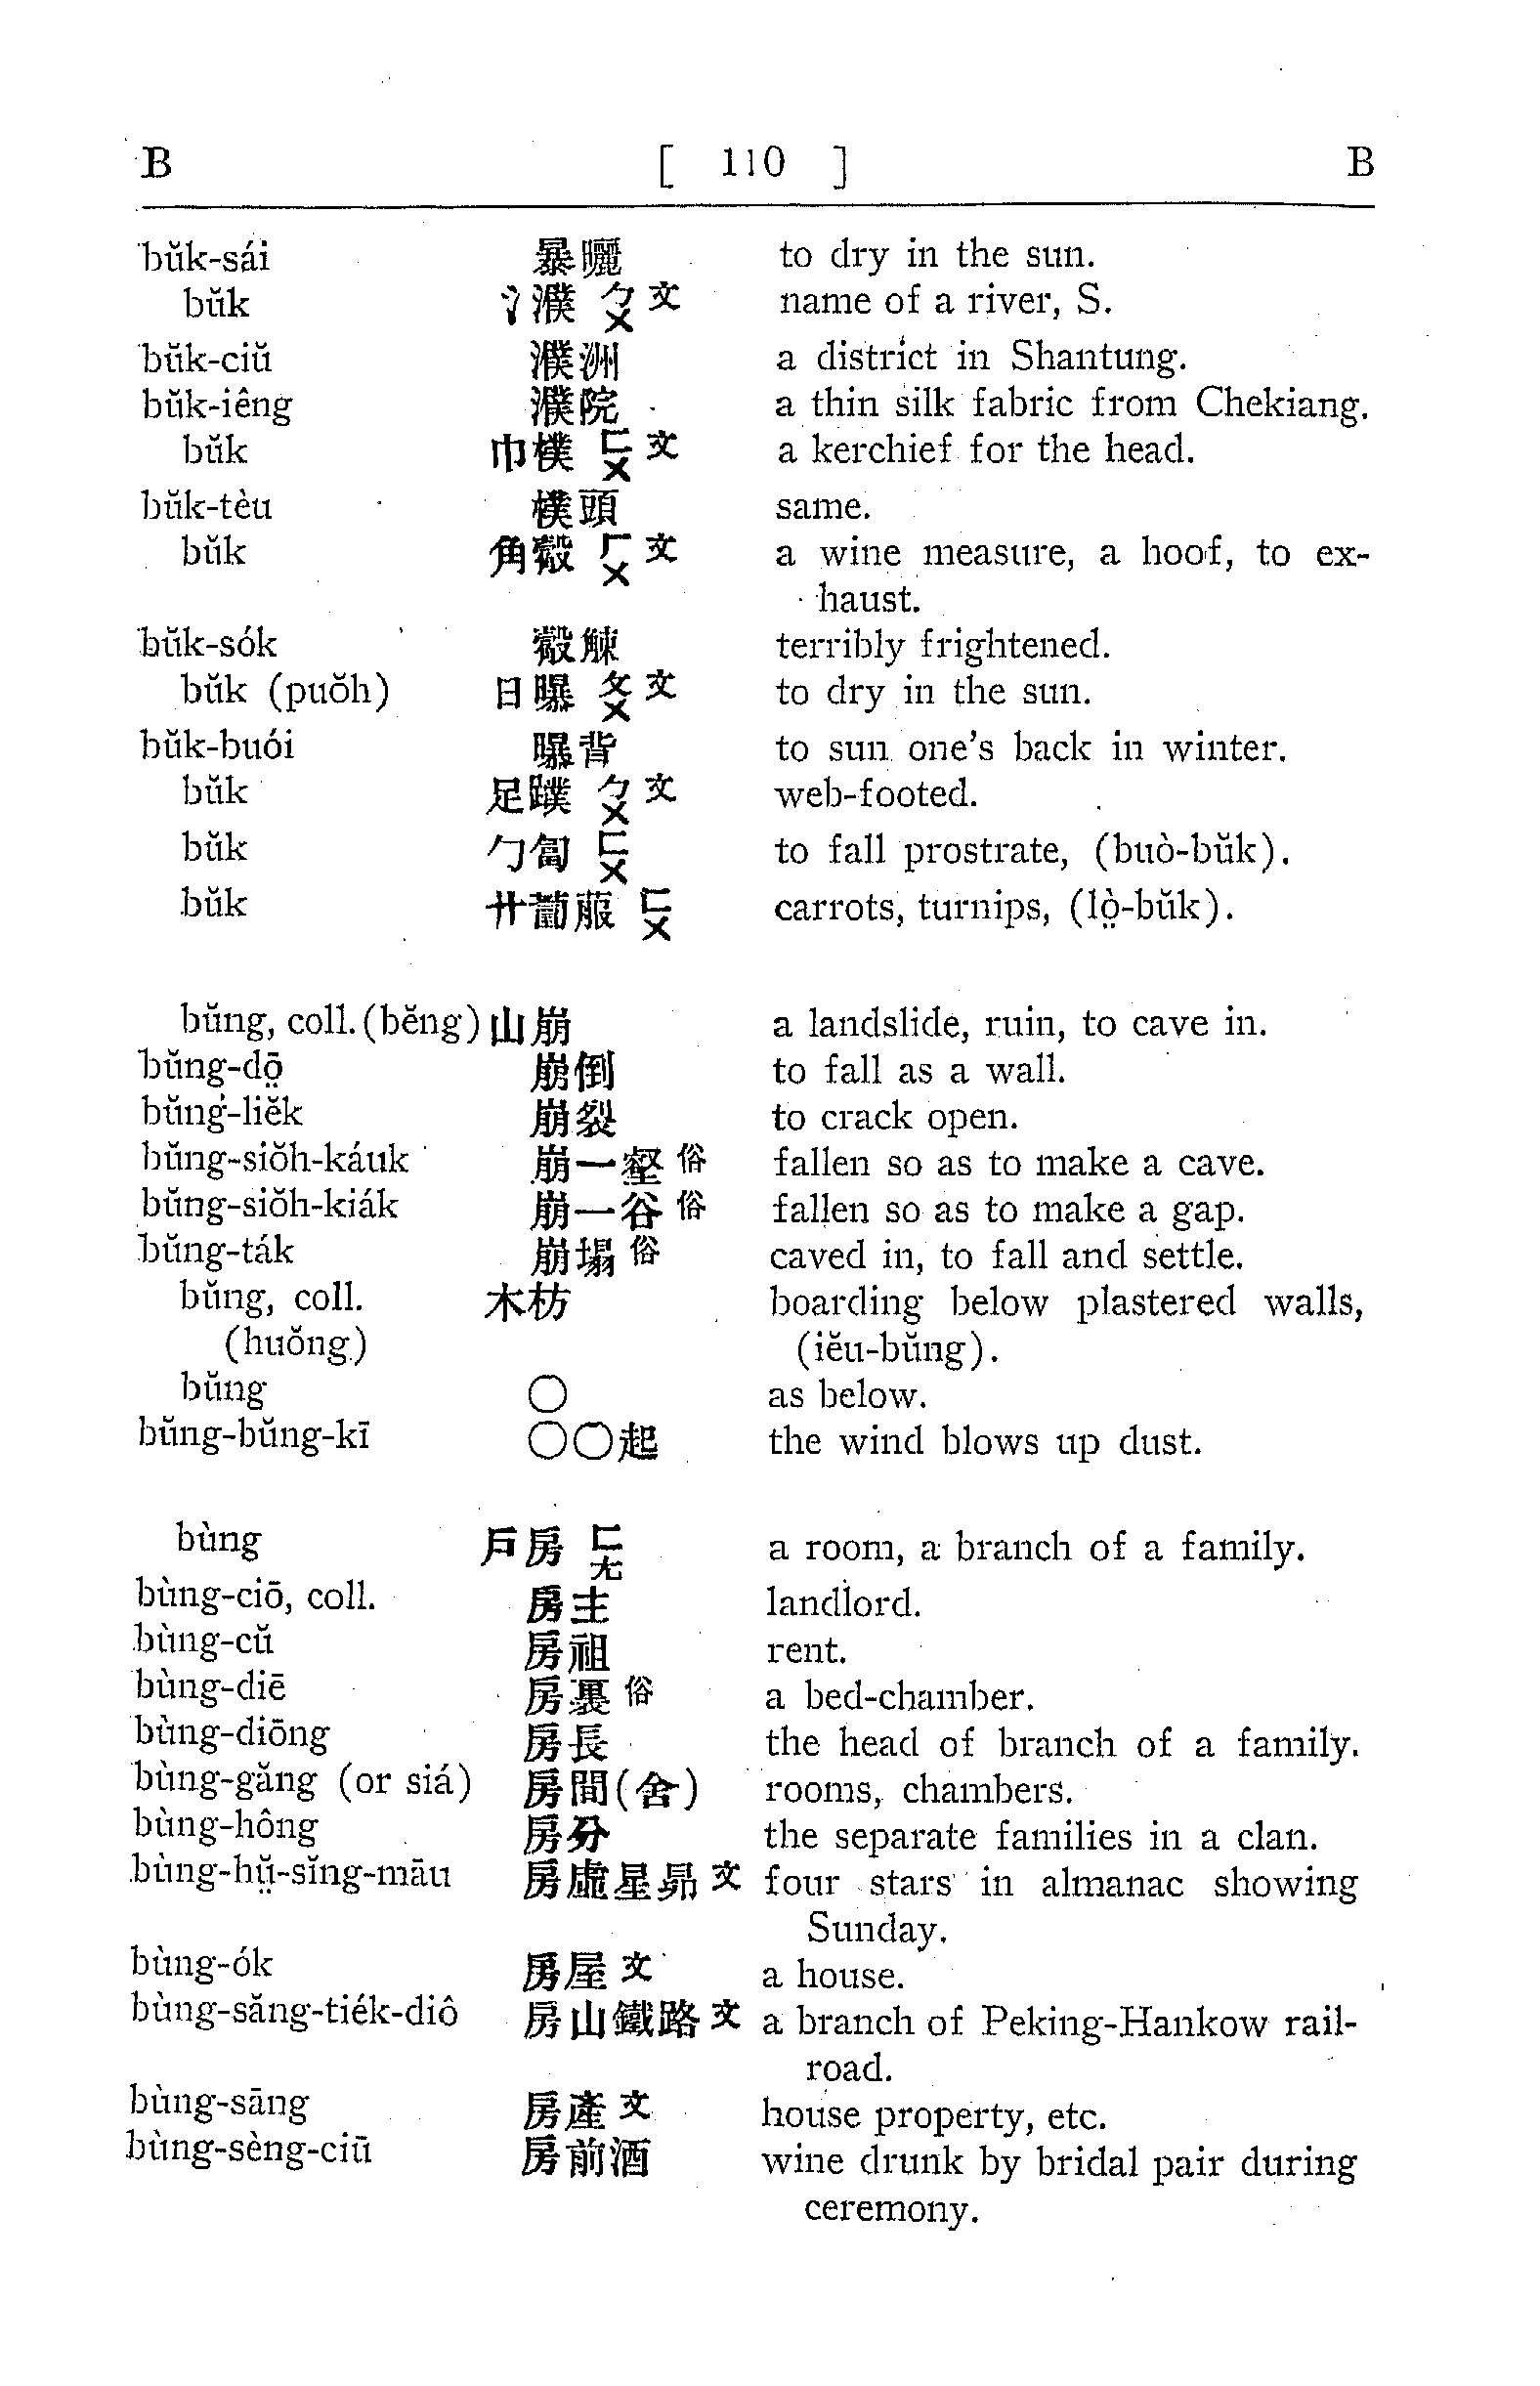 B [ 110 ] B
bŭk-sái 暴曬 to dry in the sun.
bŭk 氵濮 ㄅㄨ 文 name of a river, S.
bŭk-ciŭ 濮洲 a district in Shantung.
bŭk-iêng 濮院 a thin silk fabric from Chekiang.
bŭk 巾幞 ㄈㄨ 文 a kerchief for the head.
bŭk-tèu 幞頭 same.
bŭk 角觳 ㄏㄨ 文 a wine measure, a hoof, to ex-
haust.
bŭk-sók 觳觫 terribly frightened.
bŭk (puŏh) 日曝 ㄆㄨ 文 to dry in the sun.
bŭk-buói 曝背 to sun one's back in winter.
bŭk 足蹼 ㄅㄨ 文 web-footed.
bŭk 勹匐 ㄈㄨ to fall prostrate, (buò-bŭk).
bŭk 艹蔔菔 ㄈㄨ carrots, turnips, (lò̤-bŭk).
bŭng, coll. (bĕng) 山崩 a landslide, ruin, to cave in.
bŭng-dō̤ 崩倒 to fall as a wall.
bŭng-liĕk 崩裂 to crack open.
bŭng-siŏh-káuk 崩一壑 俗 fallen so as to make a cave.
bŭng-siŏh-kiák 崩一谷 俗 fallen so as to make a gap.
bŭng-ták 崩塌 俗 caved in, to fall and settle.
bŭng, coll. 木枋 boarding below plastered walls,
(huŏng) (iĕu-bŭng).
bŭng 〇 as below.
bŭng-bŭng-kī 〇〇起 the wind blows up dust.
bùng 戶房 ㄈㄤ a room, a branch of a family.
bùng-ciō, coll. 房主 landlord.
bùng-cŭ 房租 rent.
bùng-diē 房裏 俗 a bed-chamber.
bùng-diōng 房長 the head of branch of a family.
bùng-găng (or siá) 房間(舍) rooms, chambers.
bùng-hông 房分 the separate families in a clan.
bùng-hṳ̆-sĭng-māu 房虛星昴 文 four stars in almanac showing
Sunday.
bùng-ók 房屋 文 a house.
bùng-săng-tiék-diô 房山鐵路 文 a branch of Peking-Hankow rail-
road.
bùng-sāng 房產 文 house property, etc.
bùng-sèng-ciū 房前酒 wine drunk by bridal pair during
ceremony.